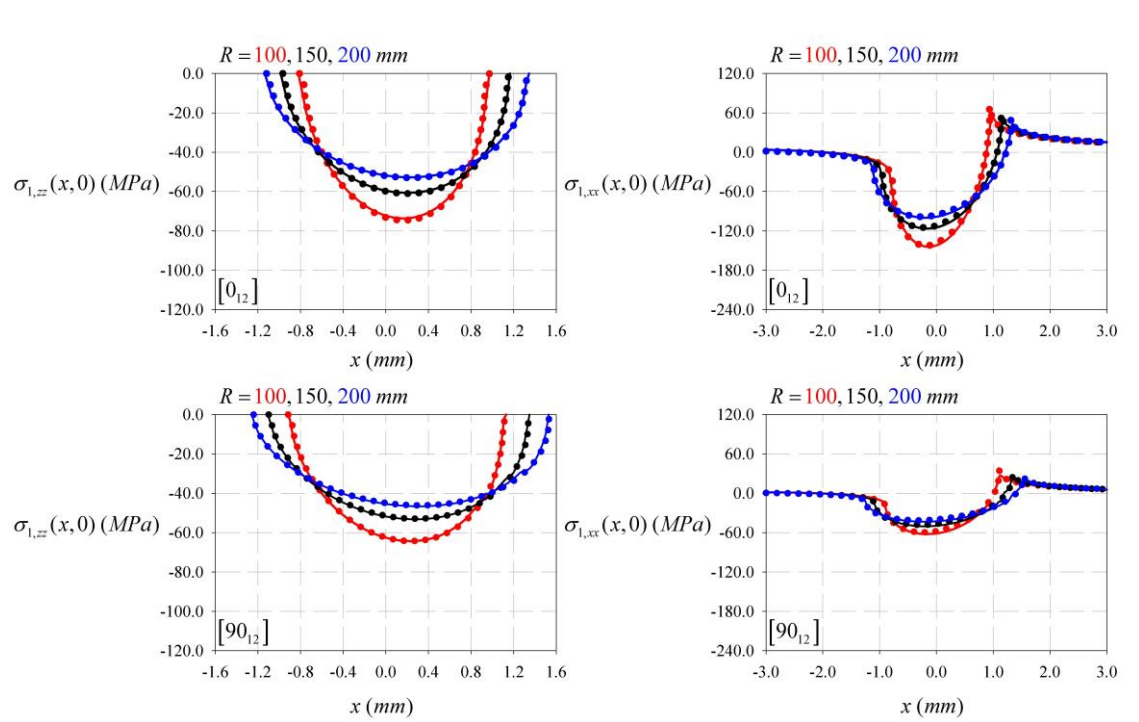 R = 100, 150, 200 mm
0.0
-20.0
-40.0
σ1,zz(x,0) (MPa)
-60.0
-80.0
-100.0
[0₁₂]
-120.0
-1.6 -1.2 -0.8 -0.4 0.0 0.4 0.8 1.2 1.6
x (mm)
R = 100, 150, 200 mm
120.0
60.0
0.0
σ1,xx(x,0) (MPa)
-60.0
-120.0
-180.0
[0₁₂]
-240.0
-3.0 -2.0 -1.0 0.0 1.0 2.0 3.0
x (mm)
R = 100, 150, 200 mm
0.0
-20.0
-40.0
σ1,zz(x,0) (MPa)
-60.0
-80.0
-100.0
[90₁₂]
-120.0
-1.6 -1.2 -0.8 -0.4 0.0 0.4 0.8 1.2 1.6
x (mm)
R = 100, 150, 200 mm
120.0
60.0
0.0
σ1,xx(x,0) (MPa)
-60.0
-120.0
-180.0
[90₁₂]
-240.0
-3.0 -2.0 -1.0 0.0 1.0 2.0 3.0
x (mm)